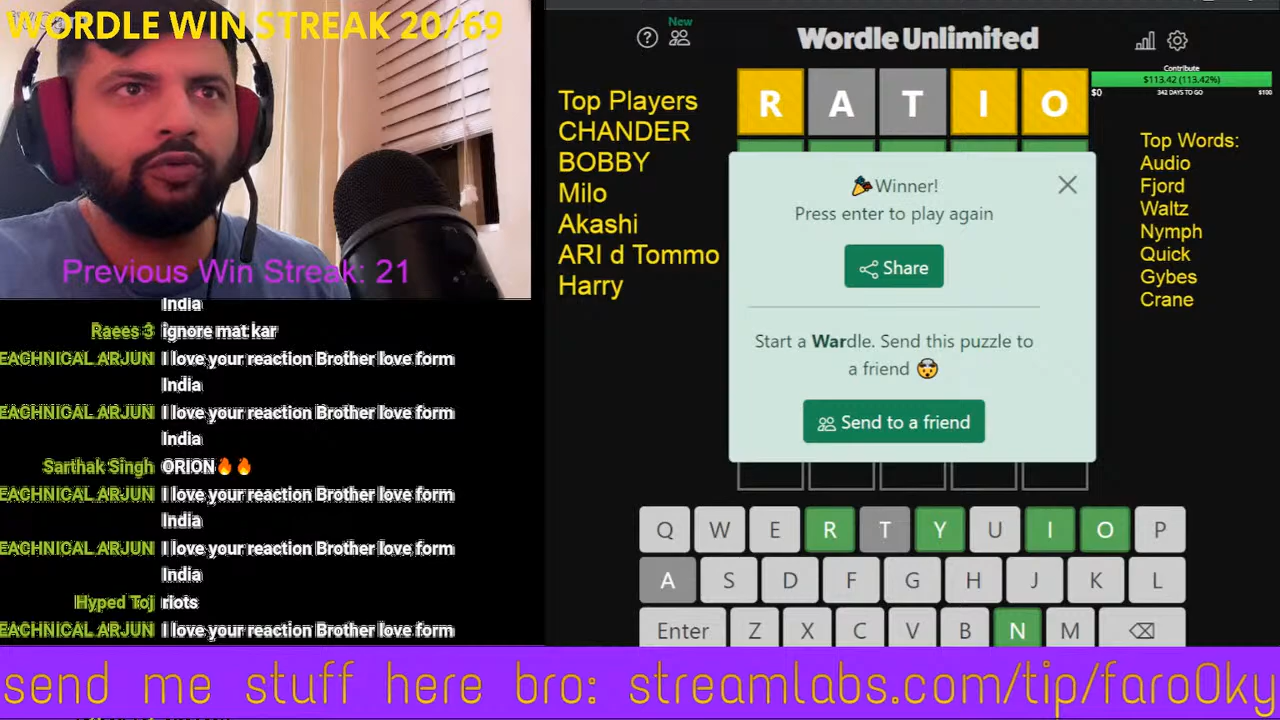 WORDLE WIN STREAK 20/69
Previous Win Streak: 21
India
Raees 3 ignore mat kar
EACHNICAL ARJUN I love your reaction Brother love form
India
EACHNICAL ARJUN I love your reaction Brother love form
India
Sarthak Singh ORION🔥🔥
EACHNICAL ARJUN I love your reaction Brother love form
India
EACHNICAL ARJUN I love your reaction Brother love form
India
Hyped Toj riots
EACHNICAL ARJUN I love your reaction Brother love form
New
Wordle Unlimited
Top Players
CHANDER
BOBBY
Milo
Akashi
ARI d Tommo
Harry
R A T I O
Winner!
Press enter to play again
Share
Start a Wardle. Send this puzzle to
a friend 🤯
Send to a friend
Contribute
$113.42 (113.42%)
$0 342 DAYS TO GO $100
Top Words:
Audio
Fjord
Waltz
Nymph
Quick
Gybes
Crane
Q W E R T Y U I O P
A S D F G H J K L
Enter Z X C V B N M
send me stuff here bro: streamlabs.com/tip/faro0ky